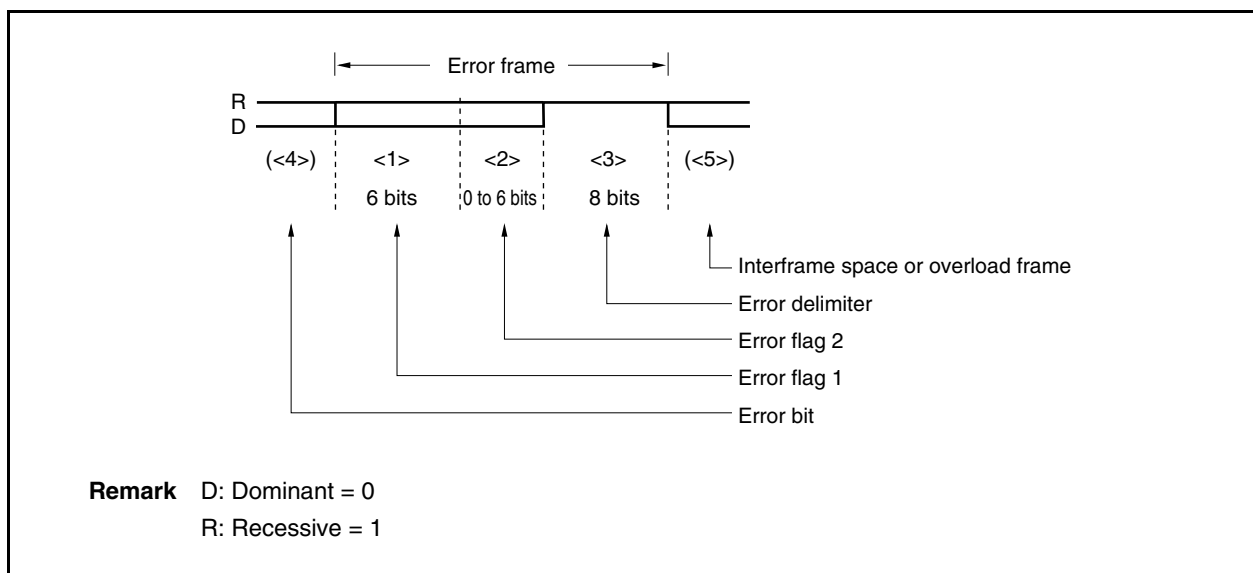 Error frame
R
D
(<4>) <1> <2> <3> (<5>)
6 bits 0 to 6 bits 8 bits
Interframe space or overload frame
Error delimiter
Error flag 2
Error flag 1
Error bit
Remark D: Dominant = 0
R: Recessive = 1